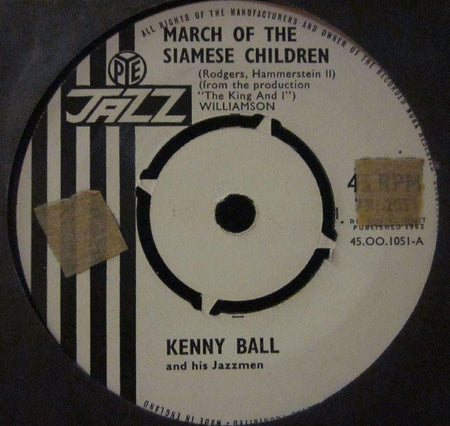 ALL RIGHTS OF THE MANUFACTURERS AND OWNER OF THE RECORDED WORK RESERVED
MARCH OF THE
SIAMESE CHILDREN
(Rodgers, Hammerstein II)
(from the production
"The King And I")
WILLIAMSON
PYE
JAZZ
45 RPM
PUBLISHED 1962
45.OO.1051-A
KENNY BALL
and his Jazzmen
MADE IN ENGLAND